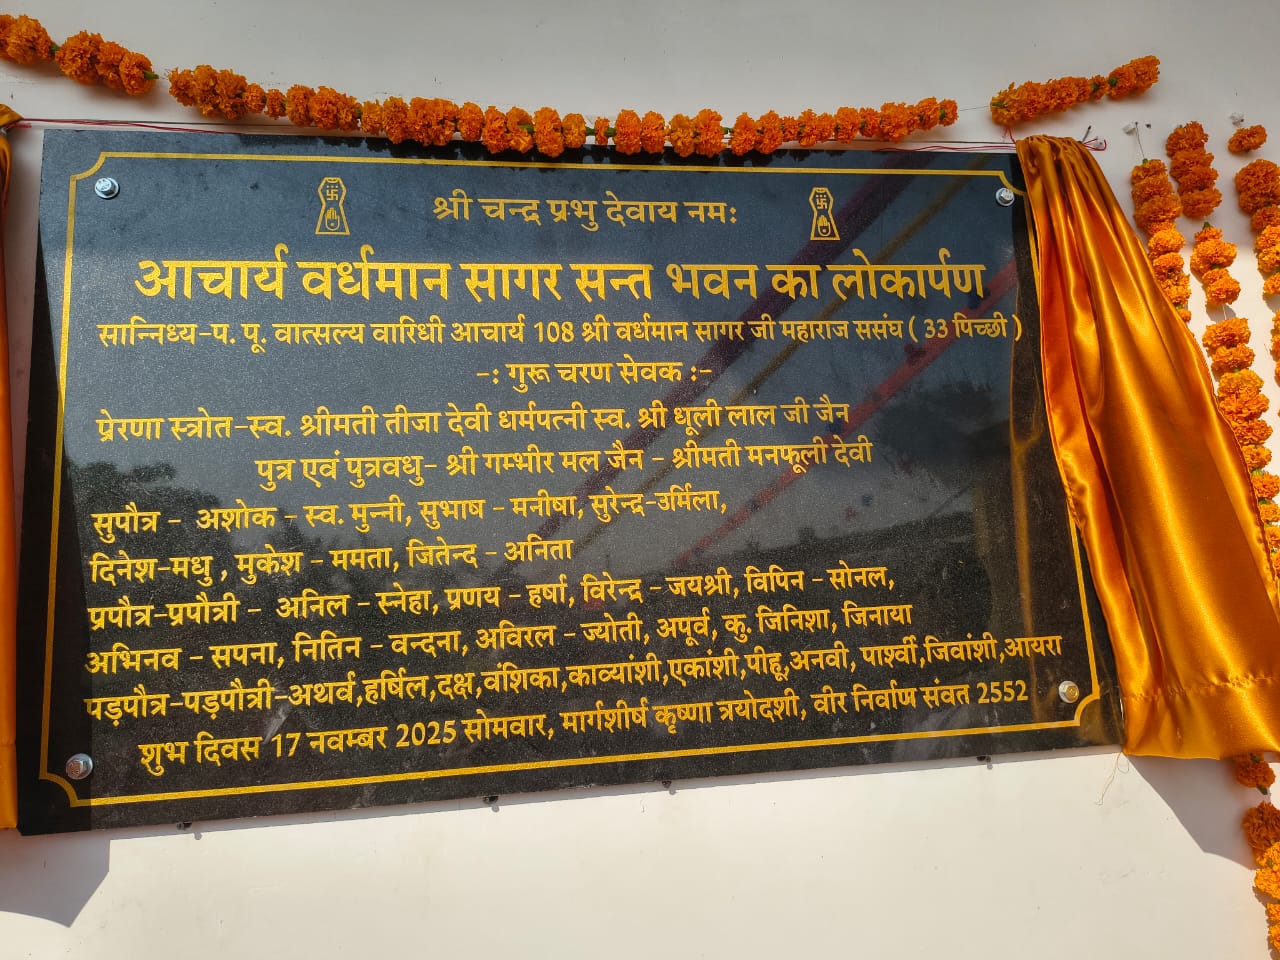 श्री चन्द्र प्रभु देवाय नमः
आचार्य वर्धमान सागर सन्त भवन का लोकार्पण
सान्निध्य-प. पू. वात्सल्य वारिधी आचार्य 108 श्री वर्धमान सागर जी महाराज ससंघ ( 33 पिच्छी )
-: गुरू चरण सेवक :-
प्रेरणा स्त्रोत-स्व. श्रीमती तीजा देवी धर्मपत्नी स्व. श्री धूली लाल जी जैन
पुत्र एवं पुत्रवधु- श्री गम्भीर मल जैन - श्रीमती मनफूली देवी
सुपौत्र - अशोक - स्व. मुन्नी, सुभाष - मनीषा, सुरेन्द्र-उर्मिला,
दिनेश-मधु , मुकेश - ममता, जितेन्द - अनिता
प्रपौत्र-प्रपौत्री - अनिल - स्नेहा, प्रणय - हर्षा, विरेन्द्र - जयश्री, विपिन - सोनल,
अभिनव - सपना, नितिन - वन्दना, अविरल - ज्योती, अपूर्व, कु. जिनिशा, जिनाया
पड़पौत्र-पड़पौत्री-अथर्व,हर्षिल,दक्ष,वंशिका,काव्यांशी,एकांशी,पीहू,अनवी, पार्श्वी,जिवांशी,आयरा
शुभ दिवस 17 नवम्बर 2025 सोमवार, मार्गशीर्ष कृष्णा त्रयोदशी, वीर निर्वाण संवत 2552